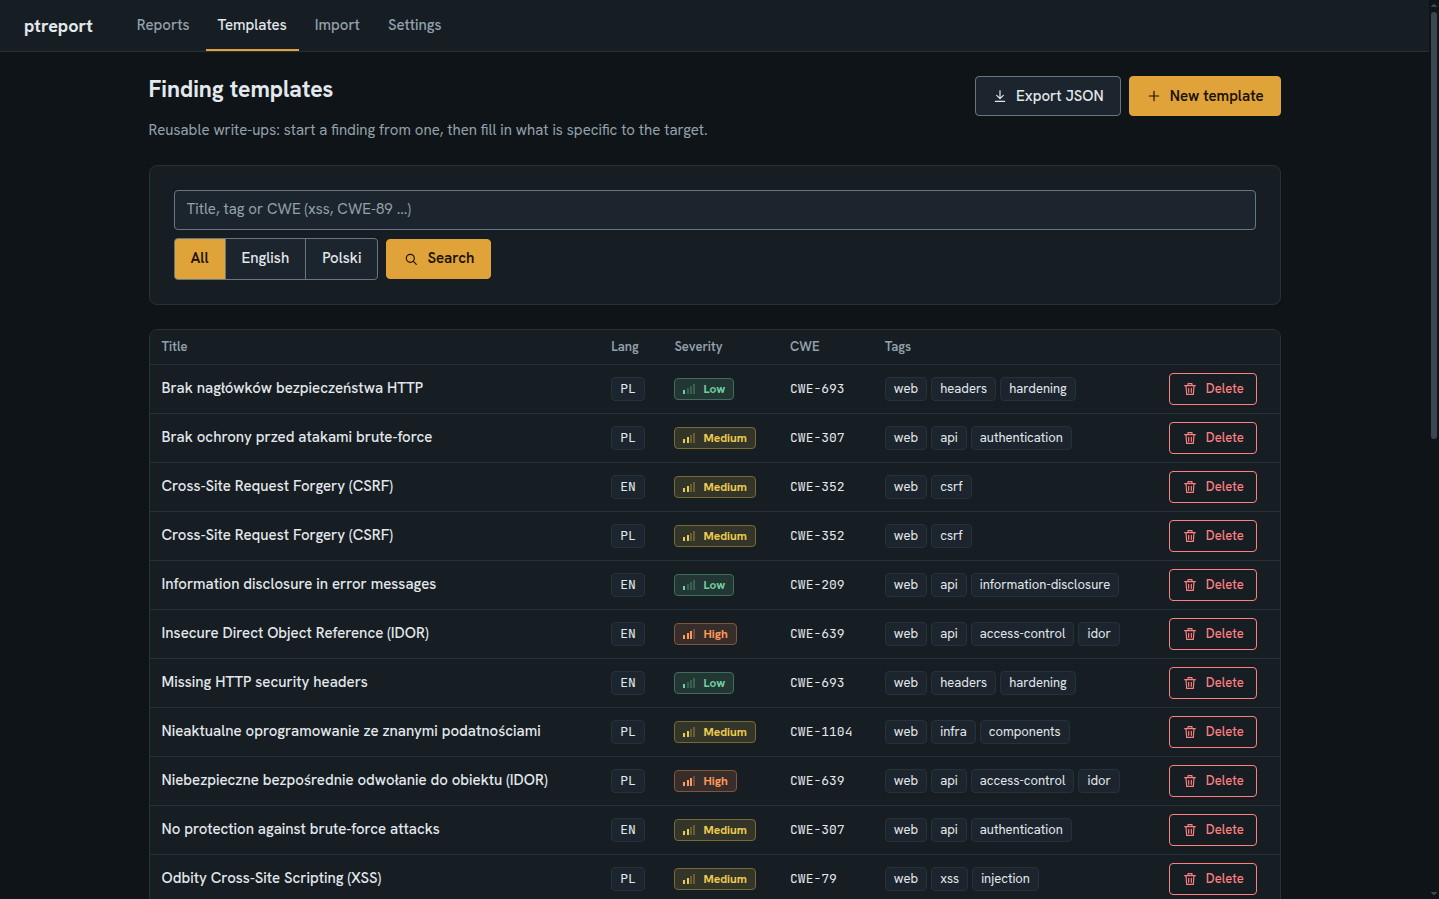 ptreport Reports Templates Import Settings
Finding templates
Export JSON New template
Reusable write-ups: start a finding from one, then fill in what is specific to the target.
Title, tag or CWE (xss, CWE-89 ...)
All English Polski Search
Title Lang Severity CWE Tags
Brak nagłówków bezpieczeństwa HTTP PL Low CWE-693 web headers hardening Delete
Brak ochrony przed atakami brute-force PL Medium CWE-307 web api authentication Delete
Cross-Site Request Forgery (CSRF) EN Medium CWE-352 web csrf Delete
Cross-Site Request Forgery (CSRF) PL Medium CWE-352 web csrf Delete
Information disclosure in error messages EN Low CWE-209 web api information-disclosure Delete
Insecure Direct Object Reference (IDOR) EN High CWE-639 web api access-control idor Delete
Missing HTTP security headers EN Low CWE-693 web headers hardening Delete
Nieaktualne oprogramowanie ze znanymi podatnościami PL Medium CWE-1104 web infra components Delete
Niebezpieczne bezpośrednie odwołanie do obiektu (IDOR) PL High CWE-639 web api access-control idor Delete
No protection against brute-force attacks EN Medium CWE-307 web api authentication Delete
Odbity Cross-Site Scripting (XSS) PL Medium CWE-79 web xss injection Delete